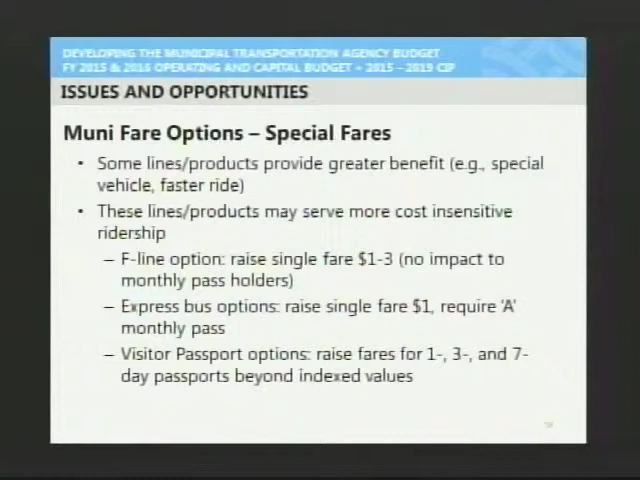 DEVELOPING THE MUNICIPAL TRANSPORTATION AGENCY BUDGET
FY 2015 & 2016 OPERATING AND CAPITAL BUDGET • 2015 – 2019 CIP
ISSUES AND OPPORTUNITIES
Muni Fare Options – Special Fares
• Some lines/products provide greater benefit (e.g., special
vehicle, faster ride)
• These lines/products may serve more cost insensitive
ridership
– F-line option: raise single fare $1-3 (no impact to
monthly pass holders)
– Express bus options: raise single fare $1, require 'A'
monthly pass
– Visitor Passport options: raise fares for 1-, 3-, and 7-
day passports beyond indexed values